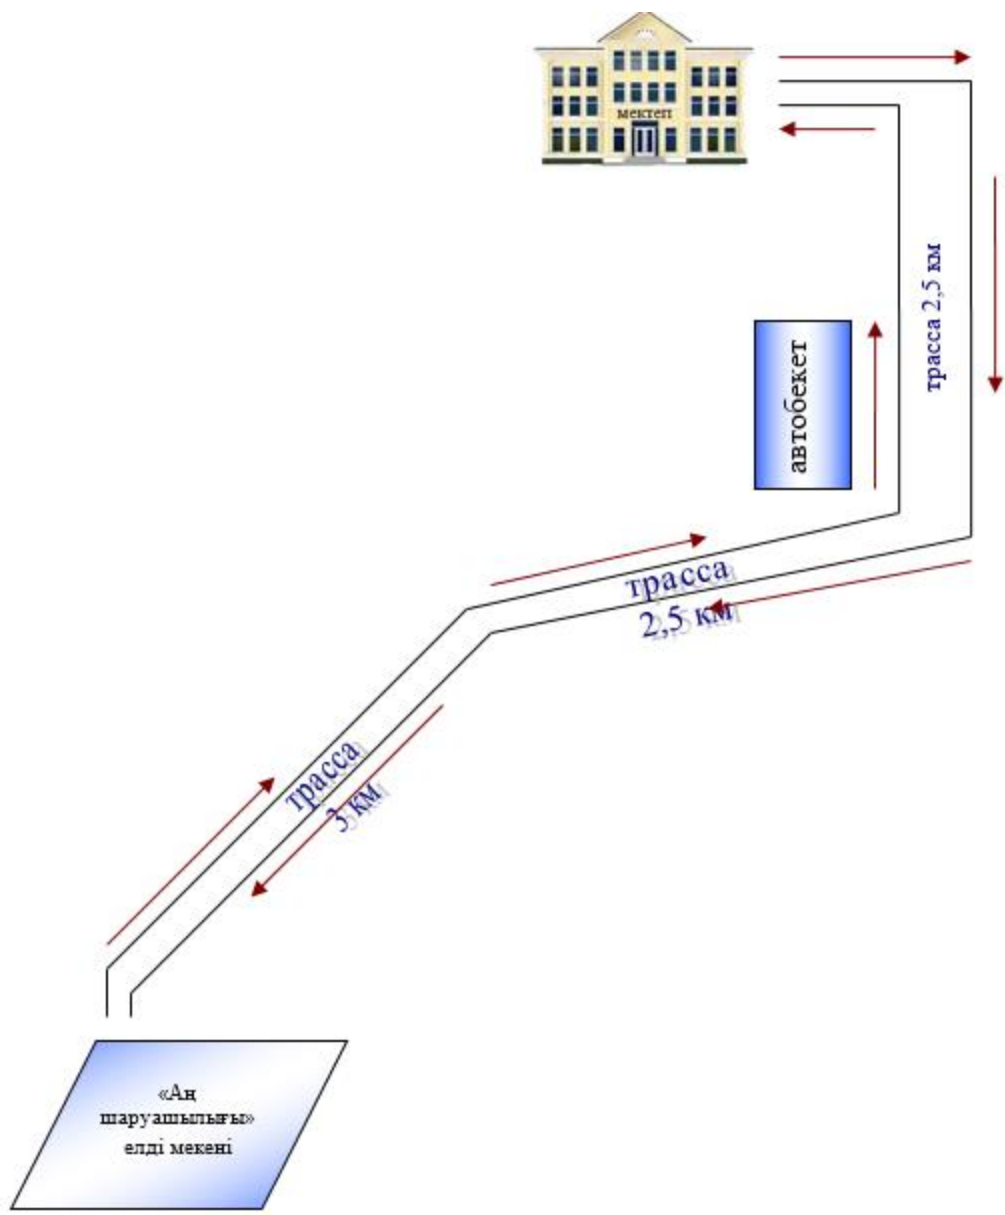 мектеп
трасса 2,5 км
автобекет
трасса
2,5 км
трасса
3 км
«Аң
шаруашылығы»
елді мекені